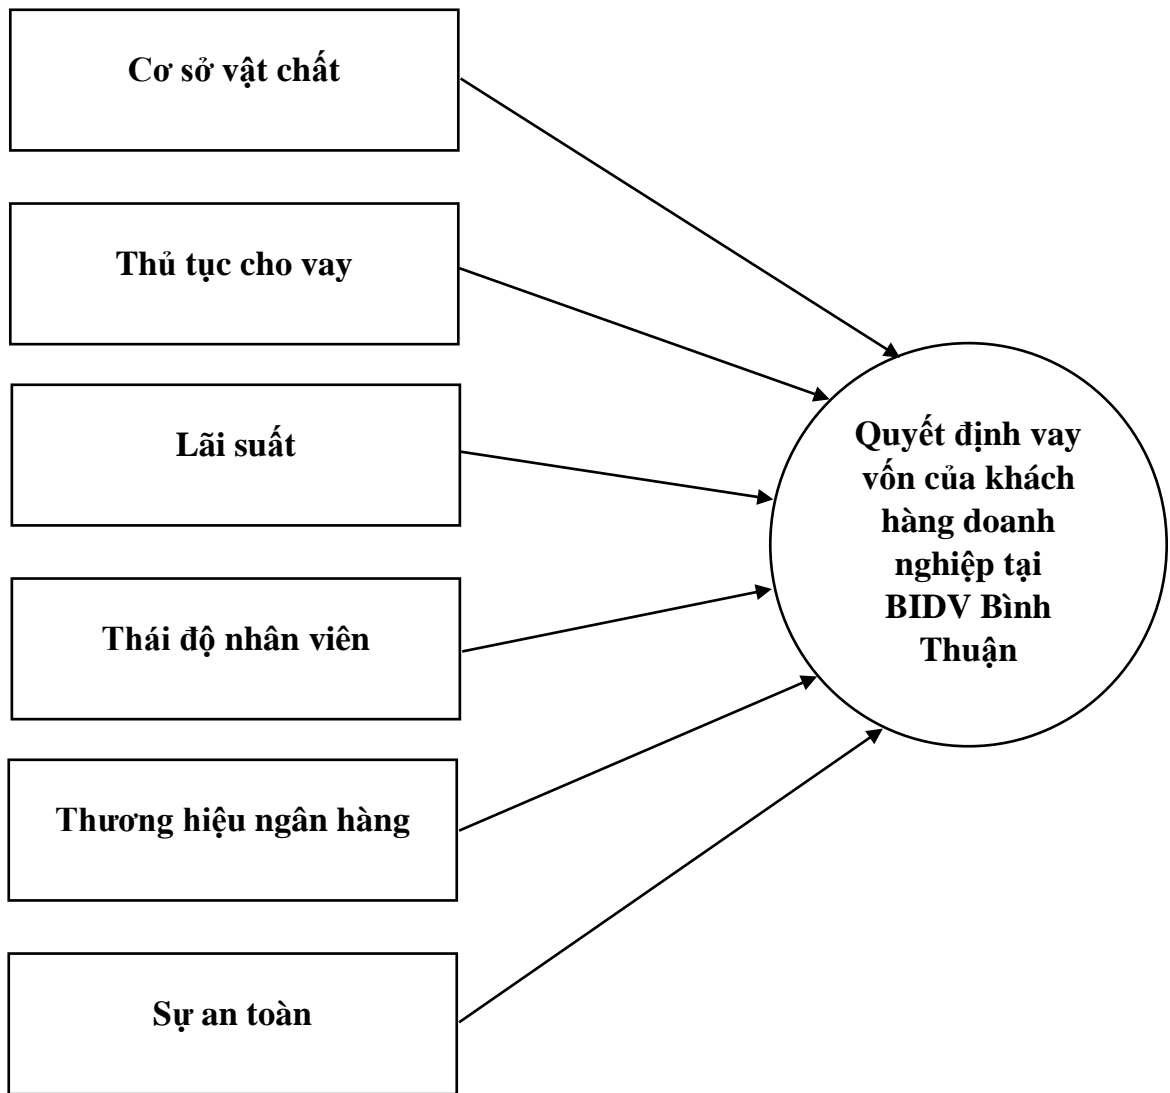 Cơ sở vật chất
Thủ tục cho vay
Lãi suất
Thái độ nhân viên
Thương hiệu ngân hàng
Sự an toàn
Quyết định vay
vốn của khách
hàng doanh
nghiệp tại
BIDV Bình
Thuận